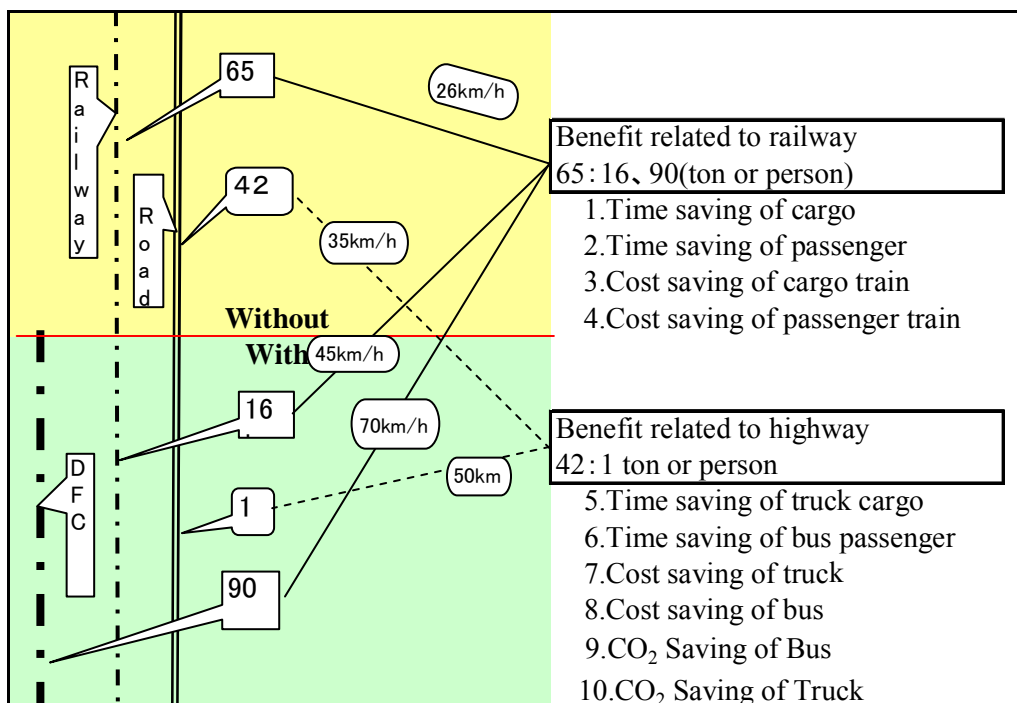 Railway
65
26km/h
42
Road
35km/h
Without
With
45km/h
16
70km/h
DFC
1
50km
90
Benefit related to railway
65:16、90(ton or person)
1.Time saving of cargo
2.Time saving of passenger
3.Cost saving of cargo train
4.Cost saving of passenger train
Benefit related to highway
42:1 ton or person
5.Time saving of truck cargo
6.Time saving of bus passenger
7.Cost saving of truck
8.Cost saving of bus
9.CO₂ Saving of Bus
10.CO₂ Saving of Truck